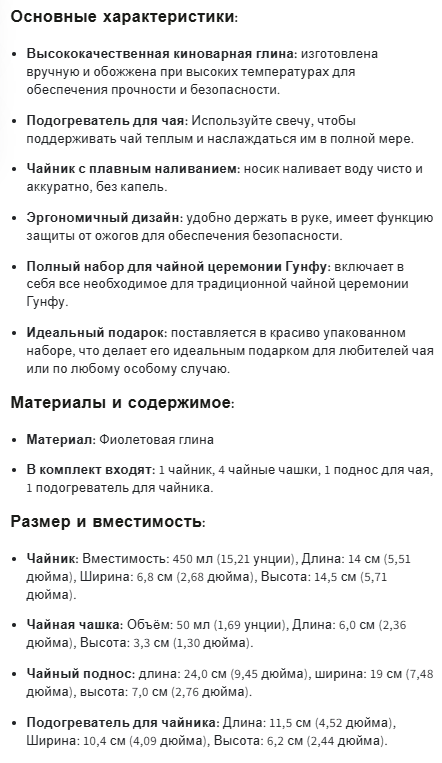 Основные характеристики:
• Высококачественная киноварная глина: изготовлена
вручную и обожжена при высоких температурах для
обеспечения прочности и безопасности.
• Подогреватель для чая: Используйте свечу, чтобы
поддерживать чай теплым и наслаждаться им в полной мере.
• Чайник с плавным наливанием: носик наливает воду чисто и
аккуратно, без капель.
• Эргономичный дизайн: удобно держать в руке, имеет функцию
защиты от ожогов для обеспечения безопасности.
• Полный набор для чайной церемонии Гунфу: включает в
себя все необходимое для традиционной чайной церемонии
Гунфу.
• Идеальный подарок: поставляется в красиво упакованном
наборе, что делает его идеальным подарком для любителей чая
или по любому особому случаю.
Материалы и содержимое:
• Материал: Фиолетовая глина
• В комплект входят: 1 чайник, 4 чайные чашки, 1 поднос для чая,
1 подогреватель для чайника.
Размер и вместимость:
• Чайник: Вместимость: 450 мл (15,21 унции), Длина: 14 см (5,51
дюйма), Ширина: 6,8 см (2,68 дюйма), Высота: 14,5 см (5,71
дюйма).
• Чайная чашка: Объём: 50 мл (1,69 унции), Длина: 6,0 см (2,36
дюйма), Высота: 3,3 см (1,30 дюйма).
• Чайный поднос: длина: 24,0 см (9,45 дюйма), ширина: 19 см (7,48
дюйма), высота: 7,0 см (2,76 дюйма).
• Подогреватель для чайника: Длина: 11,5 см (4,52 дюйма),
Ширина: 10,4 см (4,09 дюйма), Высота: 6,2 см (2,44 дюйма).